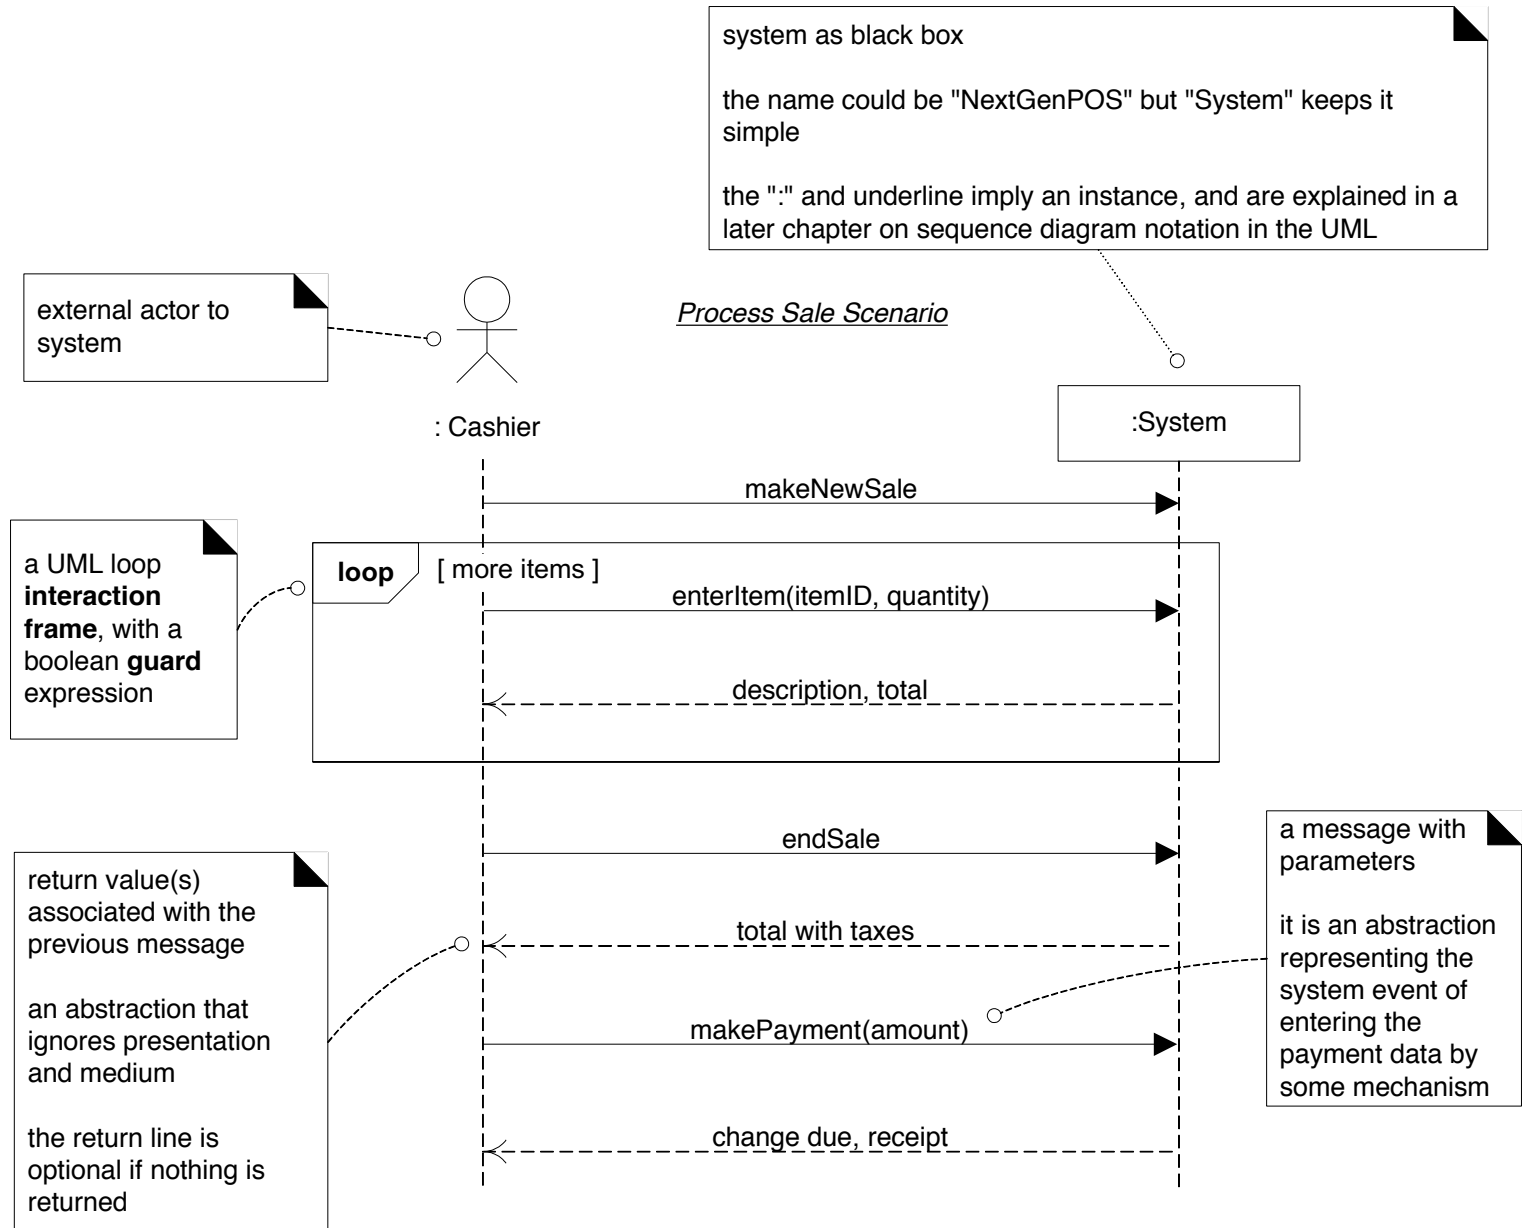 system as black box
the name could be "NextGenPOS" but "System" keeps it
simple
the ":" and underline imply an instance, and are explained in a
later chapter on sequence diagram notation in the UML
external actor to
system
Process Sale Scenario
: Cashier
:System
makeNewSale
a UML loop
interaction
frame, with a
boolean guard
expression
loop
[ more items ]
enterItem(itemID, quantity)
description, total
endSale
a message with
parameters
it is an abstraction
representing the
system event of
entering the
payment data by
some mechanism
return value(s)
associated with the
previous message
an abstraction that
ignores presentation
and medium
the return line is
optional if nothing is
returned
total with taxes
makePayment(amount)
change due, receipt